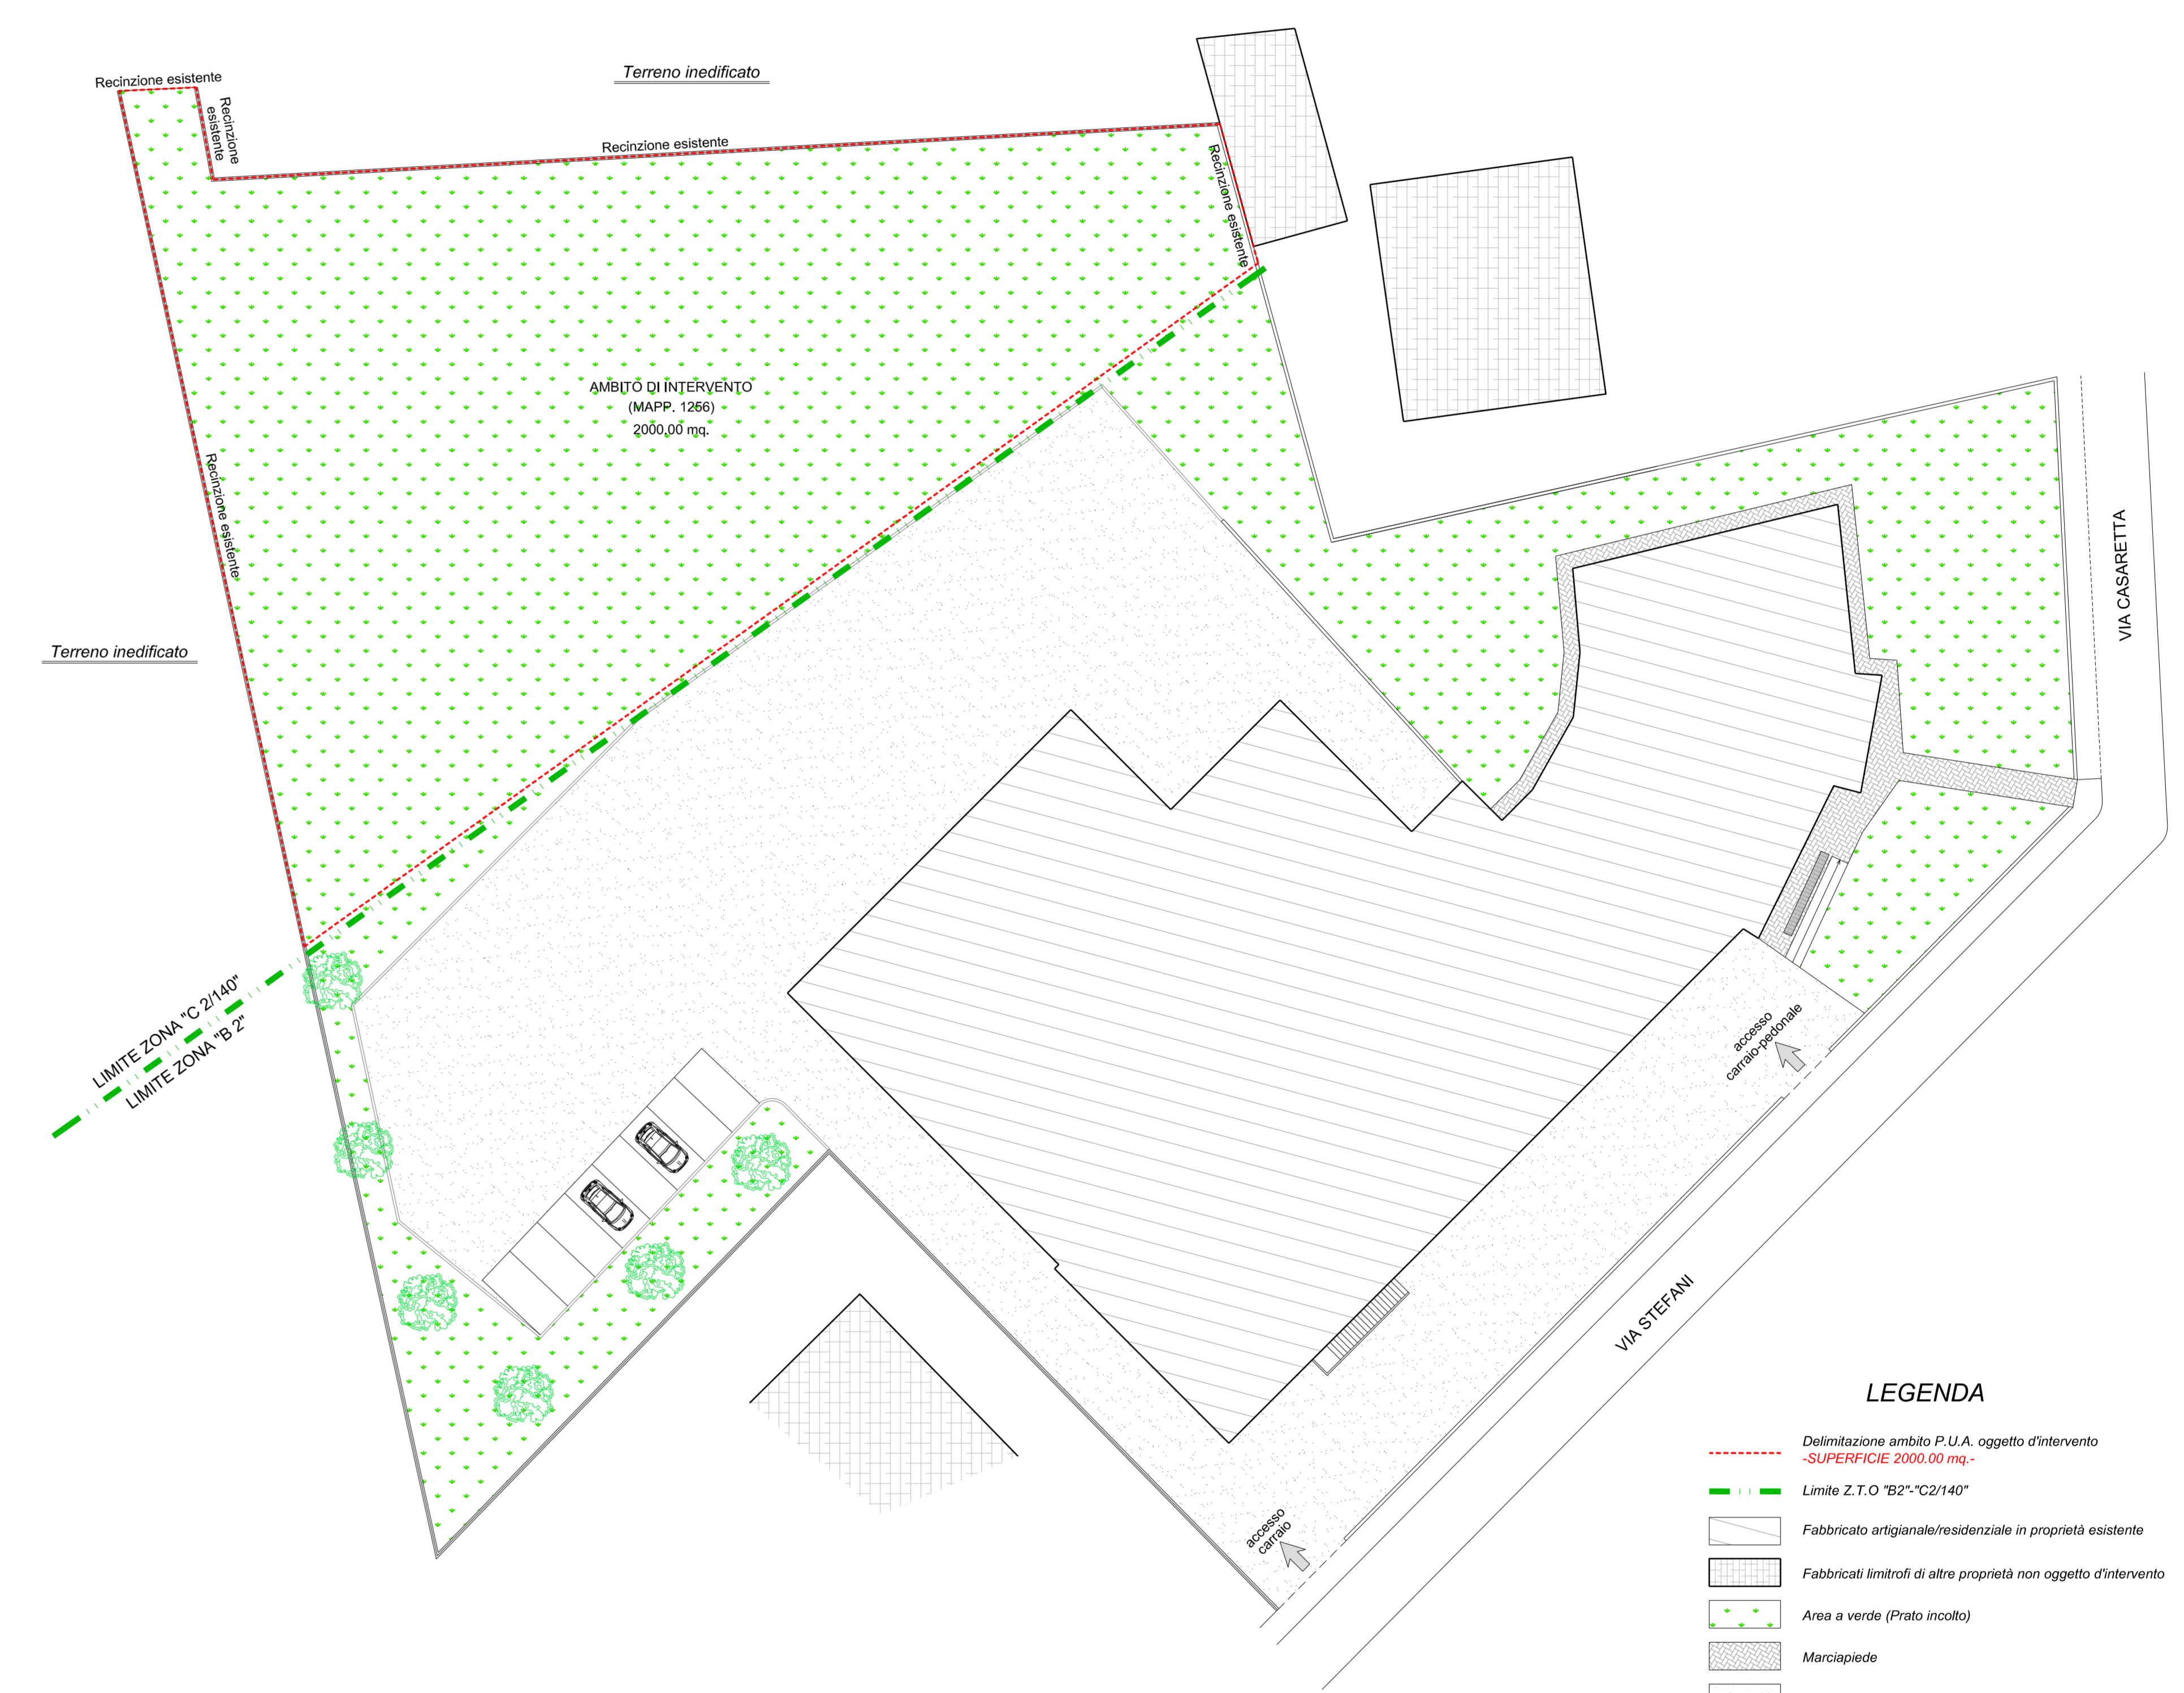 Terreno inedificato
Recinzione esistente
Recinzione
esistente
Recinzione esistente
Recinzione esistente
AMBITO DI INTERVENTO
(MAPP. 1256)
2000,00 mq.
Recinzione esistente
Terreno inedificato
VIA CASARETTA
LIMITE ZONA "C 2/140"
LIMITE ZONA "B 2"
accesso
carraio-pedonale
VIA STEFANI
accesso
carraio
LEGENDA
Delimitazione ambito P.U.A. oggetto d'intervento
-SUPERFICIE 2000.00 mq.-
Limite Z.T.O "B2"-"C2/140"
Fabbricato artigianale/residenziale in proprietà esistente
Fabbricati limitrofi di altre proprietà non oggetto d'intervento
Area a verde (Prato incolto)
Marciapiede